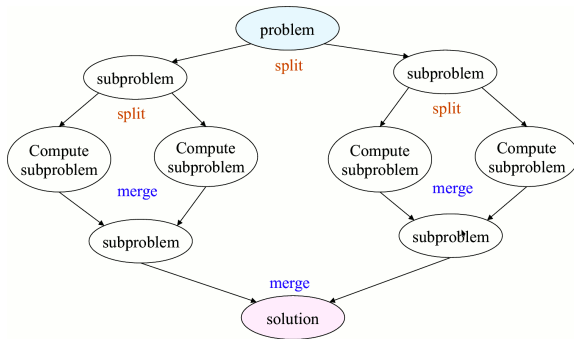 problem
split
subproblem
subproblem
split
split
Compute
subproblem
Compute
subproblem
Compute
subproblem
Compute
subproblem
merge
merge
subproblem
subproblem
merge
solution